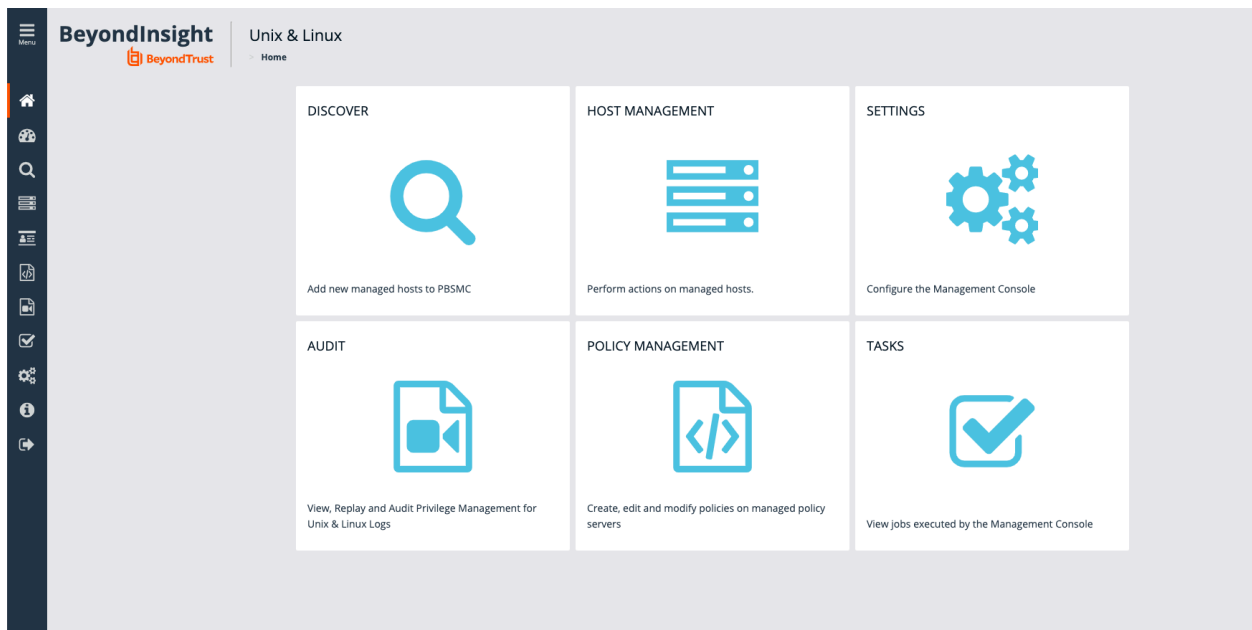 Menu
BeyondInsight
BeyondTrust
Unix & Linux
> Home
DISCOVER
Add new managed hosts to PBSMC
HOST MANAGEMENT
Perform actions on managed hosts.
SETTINGS
Configure the Management Console
AUDIT
View, Replay and Audit Privilege Management for
Unix & Linux Logs
POLICY MANAGEMENT
Create, edit and modify policies on managed policy
servers
TASKS
View jobs executed by the Management Console